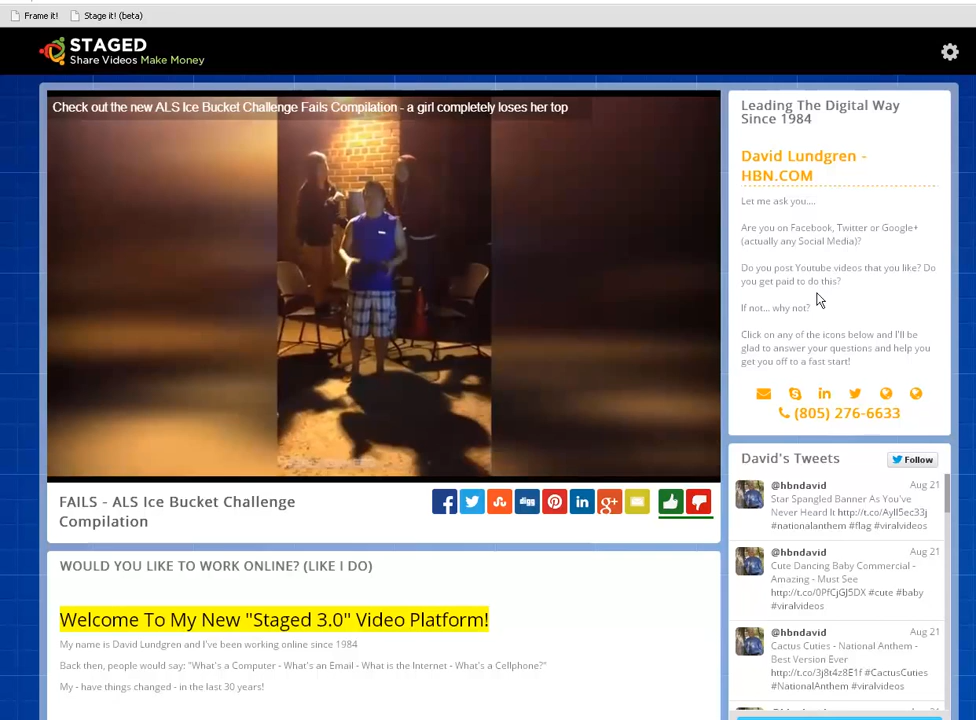 Frame it!
Stage it! (beta)
STAGED
Share Videos Make Money
Check out the new ALS Ice Bucket Challenge Fails Compilation - a girl completely loses her top
FAILS - ALS Ice Bucket Challenge
Compilation
digg
WOULD YOU LIKE TO WORK ONLINE? (LIKE I DO)
Welcome To My New "Staged 3.0" Video Platform!
My name is David Lundgren and I've been working online since 1984
Back then, people would say: "What's a Computer - What's an Email - What is the Internet - What's a Cellphone?"
My - have things changed - in the last 30 years!
Leading The Digital Way
Since 1984
David Lundgren -
HBN.COM
Let me ask you....
Are you on Facebook, Twitter or Google+
(actually any Social Media)?
Do you post Youtube videos that you like? Do
you get paid to do this?
If not... why not?
Click on any of the icons below and I'll be
glad to answer your questions and help you
get you off to a fast start!
(805) 276-6633
David's Tweets
Follow
@hbndavid Aug 21
Star Spangled Banner As You've
Never Heard It http://t.co/Ayll5ec33j
#nationalanthem #flag #viralvideos
@hbndavid Aug 21
Cute Dancing Baby Commercial -
Amazing - Must See
http://t.co/0PfCjGJ5DX #cute #baby
#viralvideos
@hbndavid Aug 21
Cactus Cuties - National Anthem -
Best Version Ever
http://t.co/3j8t4z8E1f #CactusCuties
#NationalAnthem #viralvideos